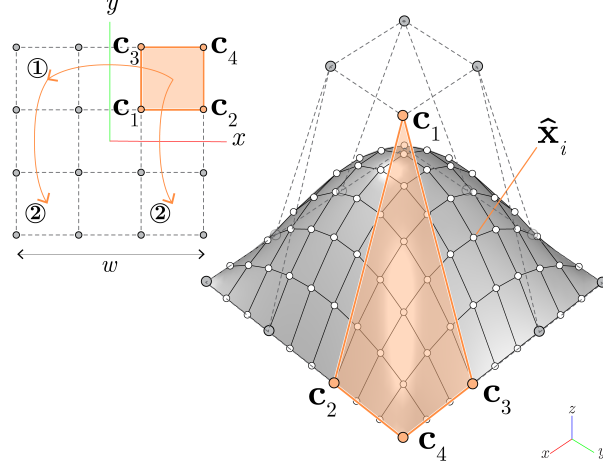 y
c₃ c₄
①
c₁ c₂
x
② ②
w
c₁
x̂ᵢ
c₂ c₃
c₄
z
x y